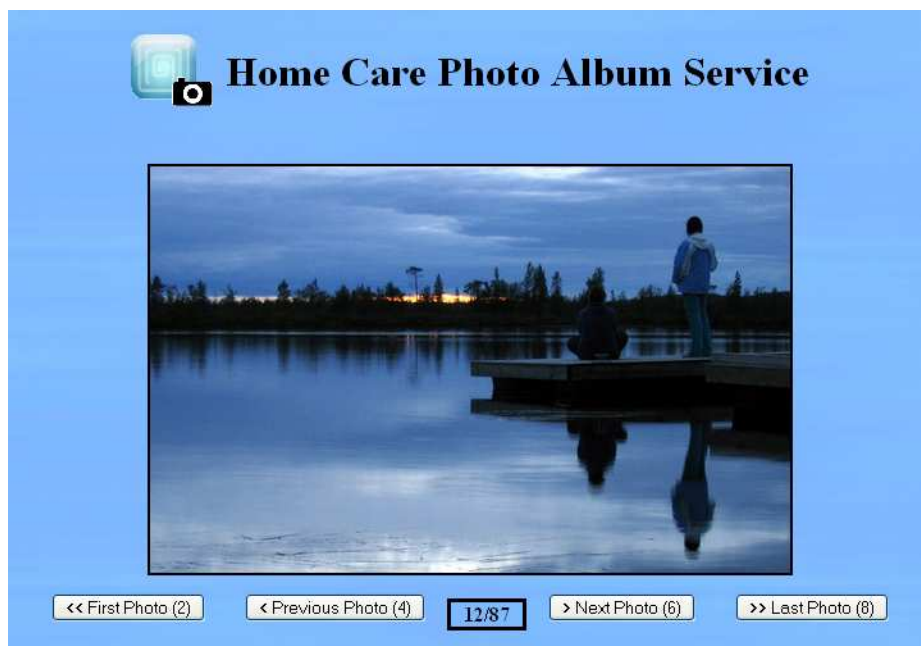 Home Care Photo Album Service
<< First Photo (2)
< Previous Photo (4)
12/87
> Next Photo (6)
>> Last Photo (8)